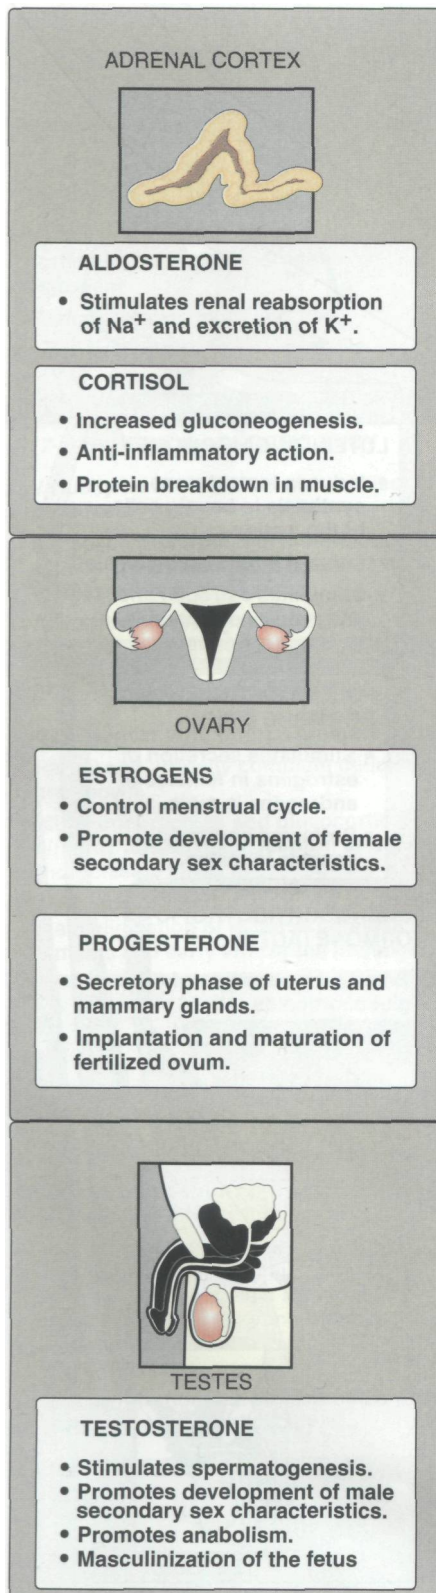 ADRENAL CORTEX
ALDOSTERONE
• Stimulates renal reabsorption
of Na⁺ and excretion of K⁺.
CORTISOL
• Increased gluconeogenesis.
• Anti-inflammatory action.
• Protein breakdown in muscle.
OVARY
ESTROGENS
• Control menstrual cycle.
• Promote development of female
secondary sex characteristics.
PROGESTERONE
• Secretory phase of uterus and
mammary glands.
• Implantation and maturation of
fertilized ovum.
TESTES
TESTOSTERONE
• Stimulates spermatogenesis.
• Promotes development of male
secondary sex characteristics.
• Promotes anabolism.
• Masculinization of the fetus